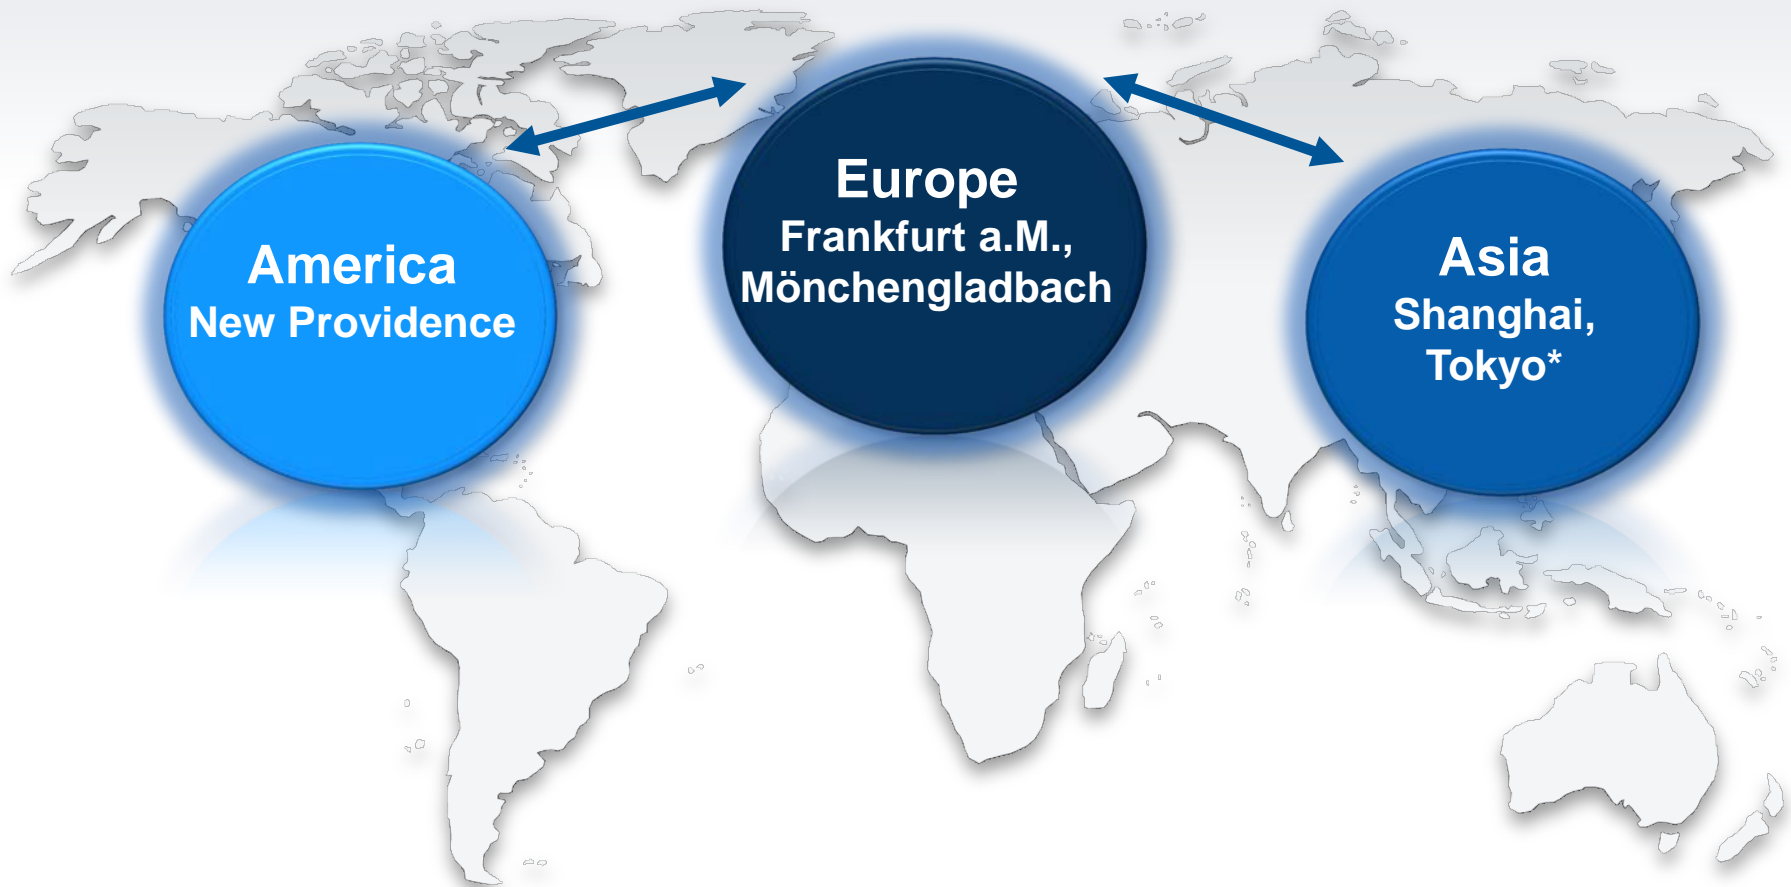 America
New Providence
Europe
Frankfurt a.M.,
Mönchengladbach
Asia
Shanghai,
Tokyo*